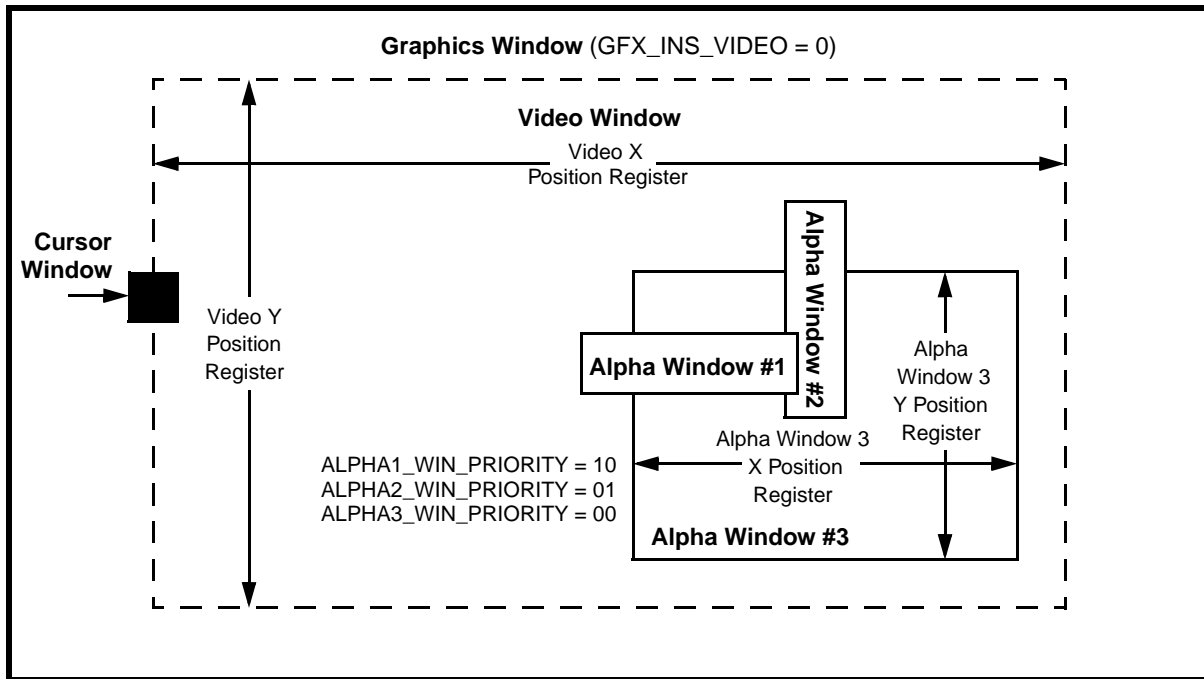 Graphics Window (GFX_INS_VIDEO = 0)
Video Window
Video X
Position Register
Cursor
Window
Video Y
Position
Register
Alpha Window #2
Alpha Window #1
Alpha
Window 3
Y Position
Register
Alpha Window 3
X Position
Register
ALPHA1_WIN_PRIORITY = 10
ALPHA2_WIN_PRIORITY = 01
ALPHA3_WIN_PRIORITY = 00
Alpha Window #3